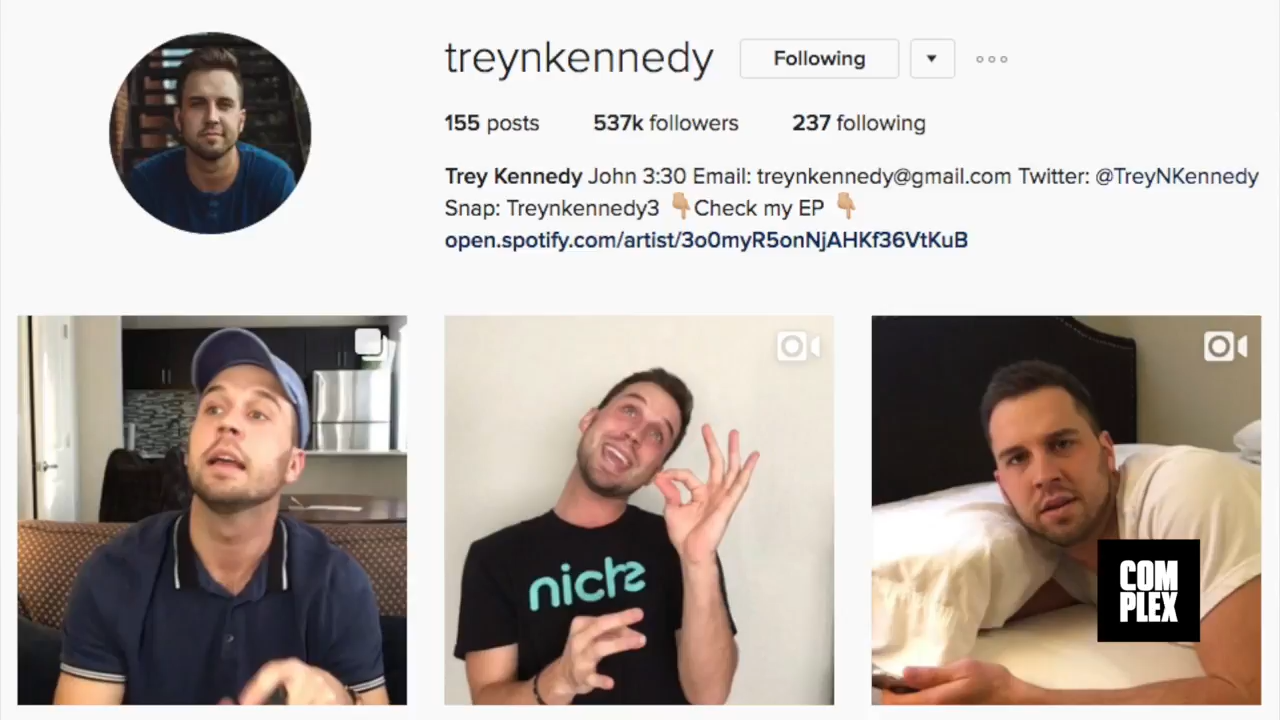 treynkennedy Following
155 posts 537k followers 237 following
Trey Kennedy John 3:30 Email: treynkennedy@gmail.com Twitter: @TreyNKennedy
Snap: Treynkennedy3 👇🏼Check my EP 👇🏼
open.spotify.com/artist/3o0myR5onNjAHKf36VtKuB
COM
PLEX